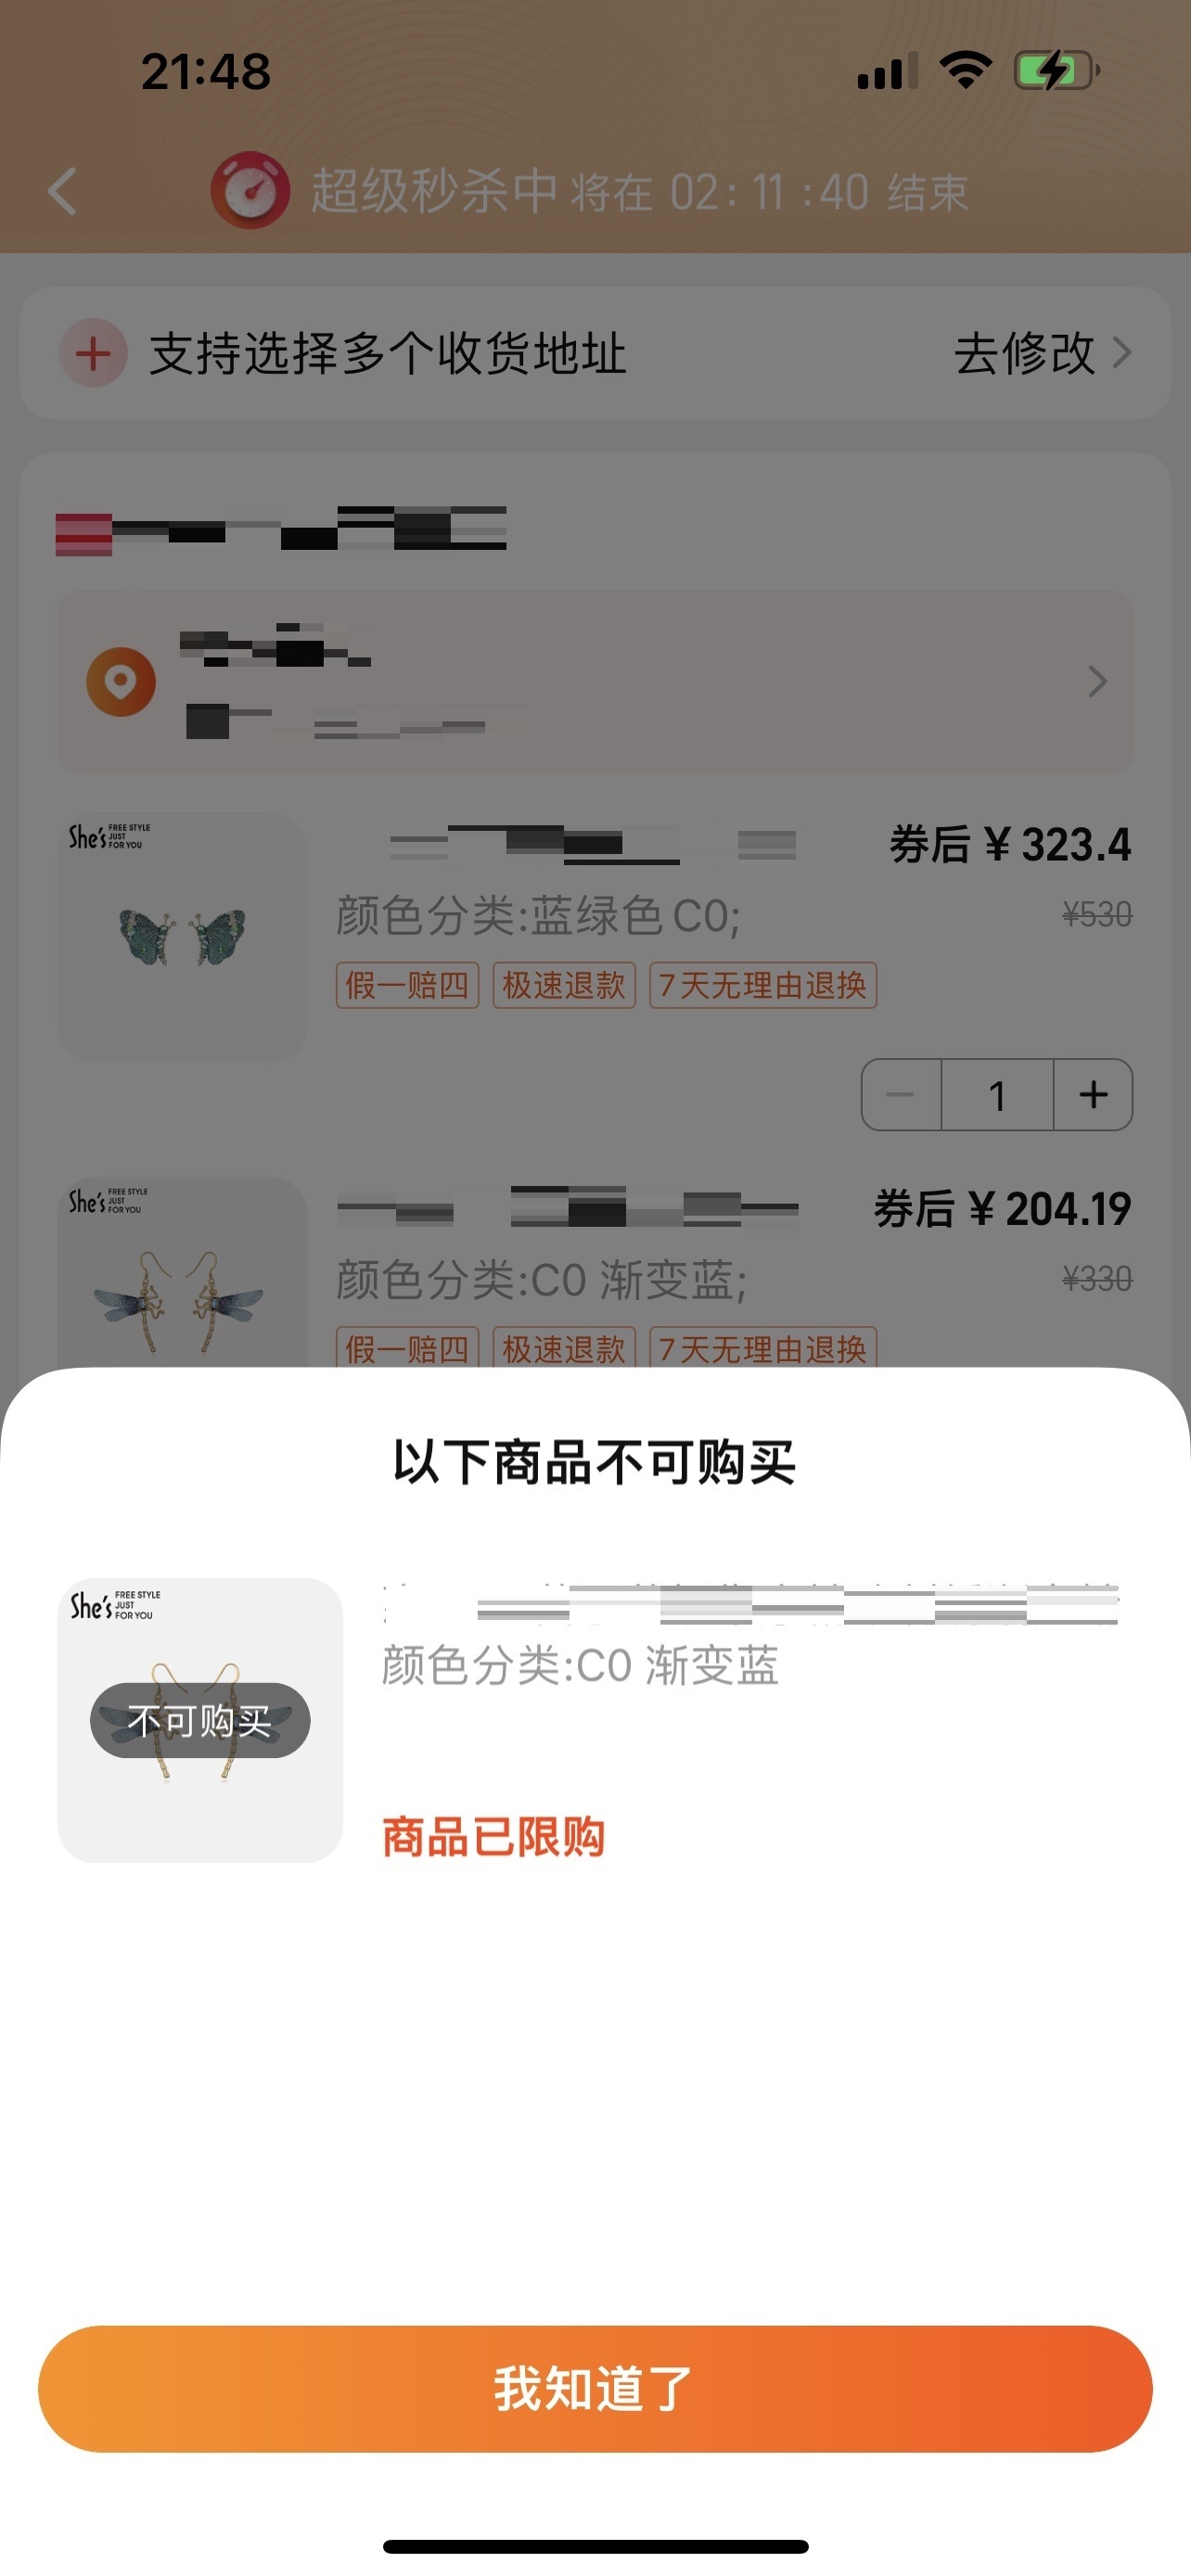 21:48
超级秒杀中 将在 02:11:40 结束
支持选择多个收货地址 去修改
She's FREE STYLE JUST FOR YOU
券后 ¥ 323.4
颜色分类:蓝绿色 C0; ¥530
假一赔四 极速退款 7 天无理由退换
1
She's FREE STYLE JUST FOR YOU
券后 ¥ 204.19
颜色分类:C0 渐变蓝; ¥330
假一赔四 极速退款 7 天无理由退换
以下商品不可购买
She's FREE STYLE JUST FOR YOU
颜色分类:C0 渐变蓝
不可购买
商品已限购
我知道了